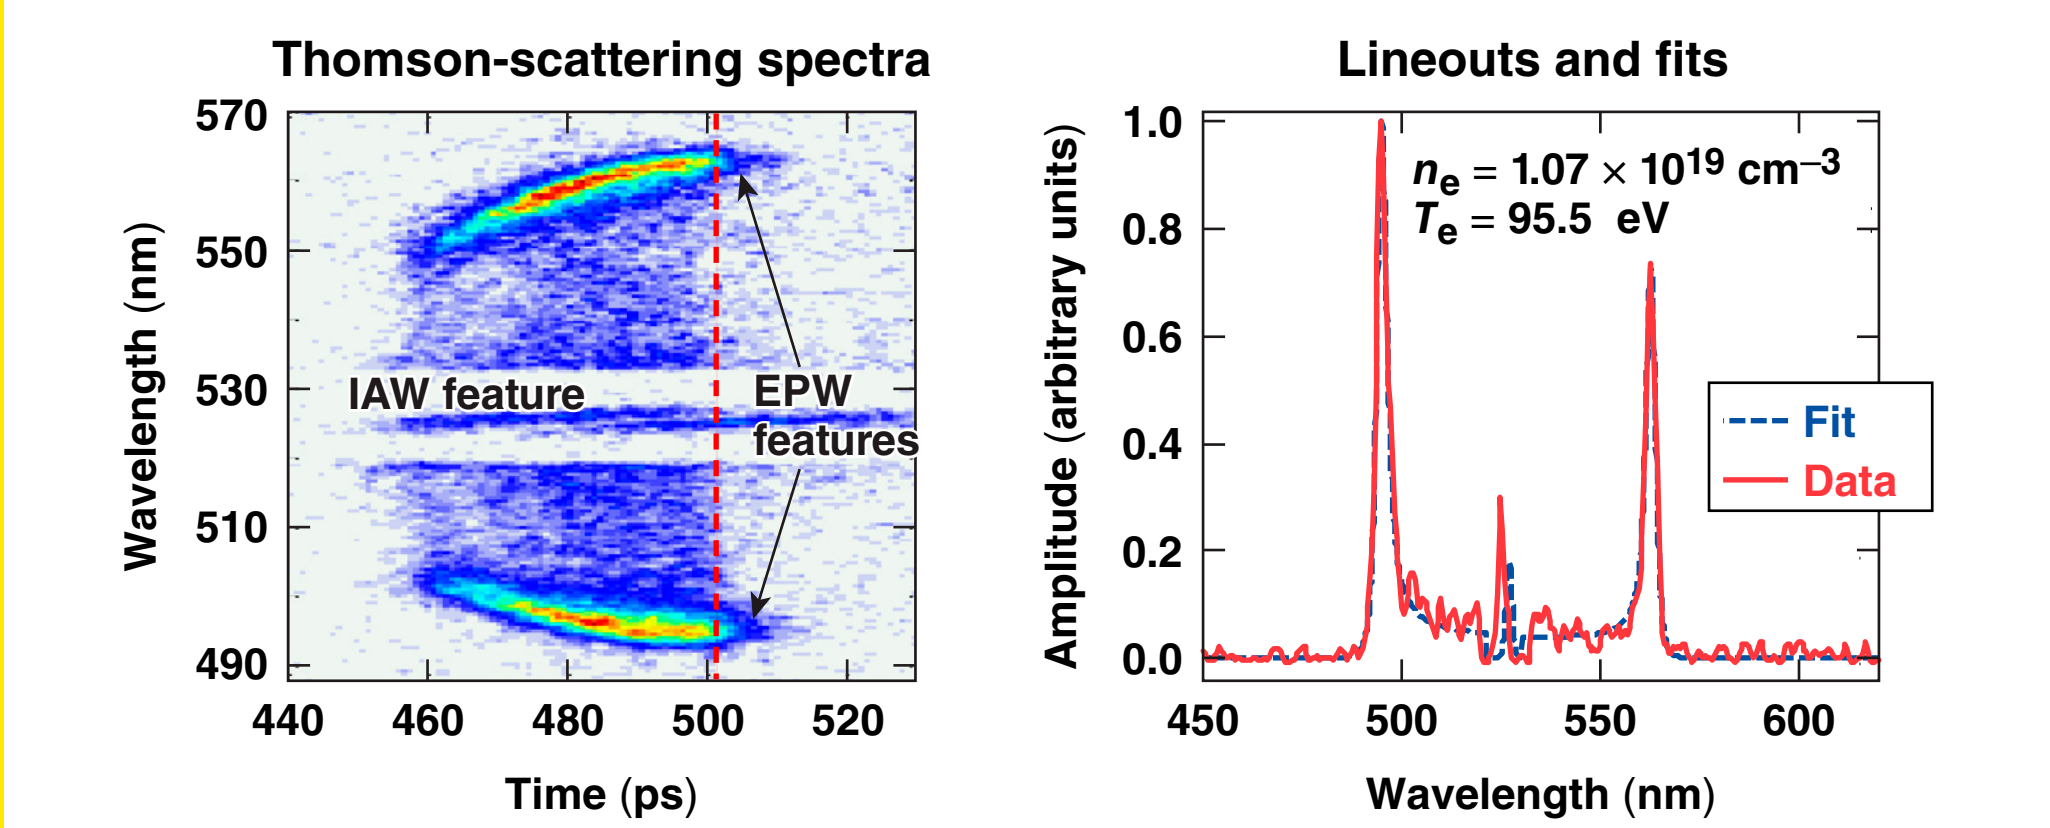 Thomson-scattering spectra
570
550
530
510
490
Wavelength (nm)
IAW feature
EPW
features
440 460 480 500 520
Time (ps)
Lineouts and fits
1.0
0.8
0.6
0.4
0.2
0.0
Amplitude (arbitrary units)
nₑ = 1.07 × 10¹⁹ cm⁻³
Tₑ = 95.5 eV
Fit
Data
450 500 550 600
Wavelength (nm)